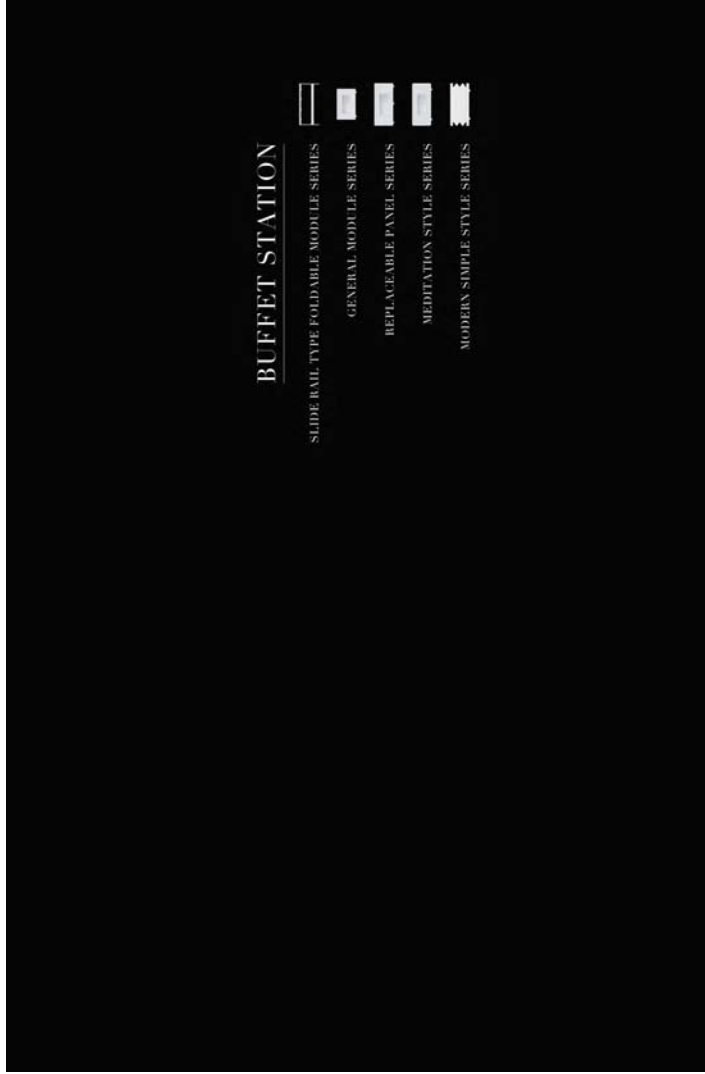 BUFFET STATION
SLIDE RAIL TYPE FOLDABLE MODULE SERIES
GENERAL MODULE SERIES
REPLACEABLE PANEL SERIES
MEDITATION STYLE SERIES
MODERN SIMPLE STYLE SERIES